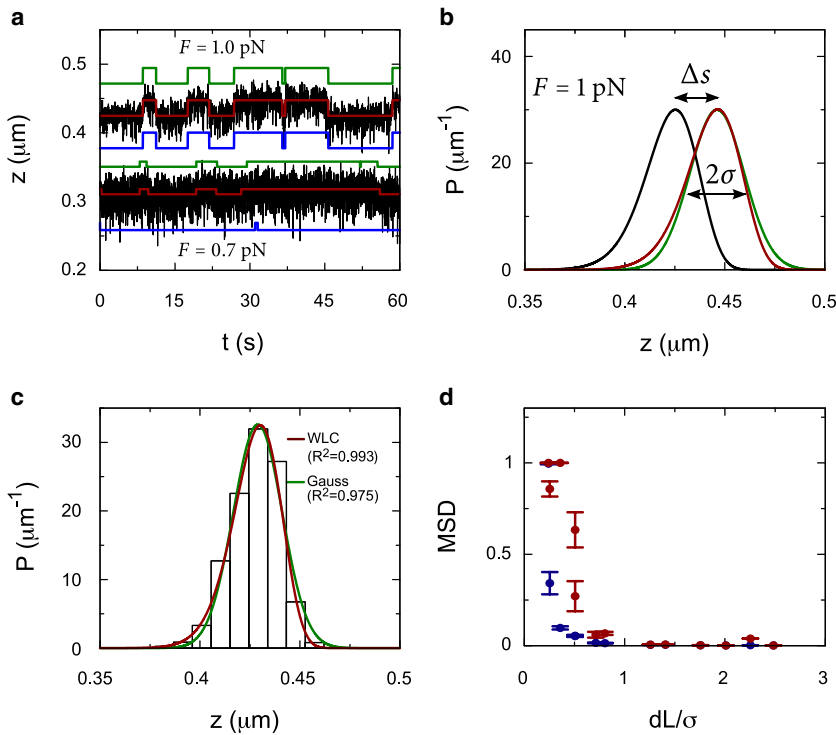 a
F = 1.0 pN
0.5
0.4
0.3
0.2
z (μm)
0 15 30 45 60
t (s)
F = 0.7 pN
b
F = 1 pN
Δs
2σ
30
15
0
P (μm⁻¹)
0.35 0.4 0.45 0.5
z (μm)
c
30
20
10
0
P (μm⁻¹)
WLC
(R²=0.993)
Gauss
(R²=0.975)
0.35 0.4 0.45 0.5
z (μm)
d
1
0.5
0
MSD
0 1 2 3
dL/σ